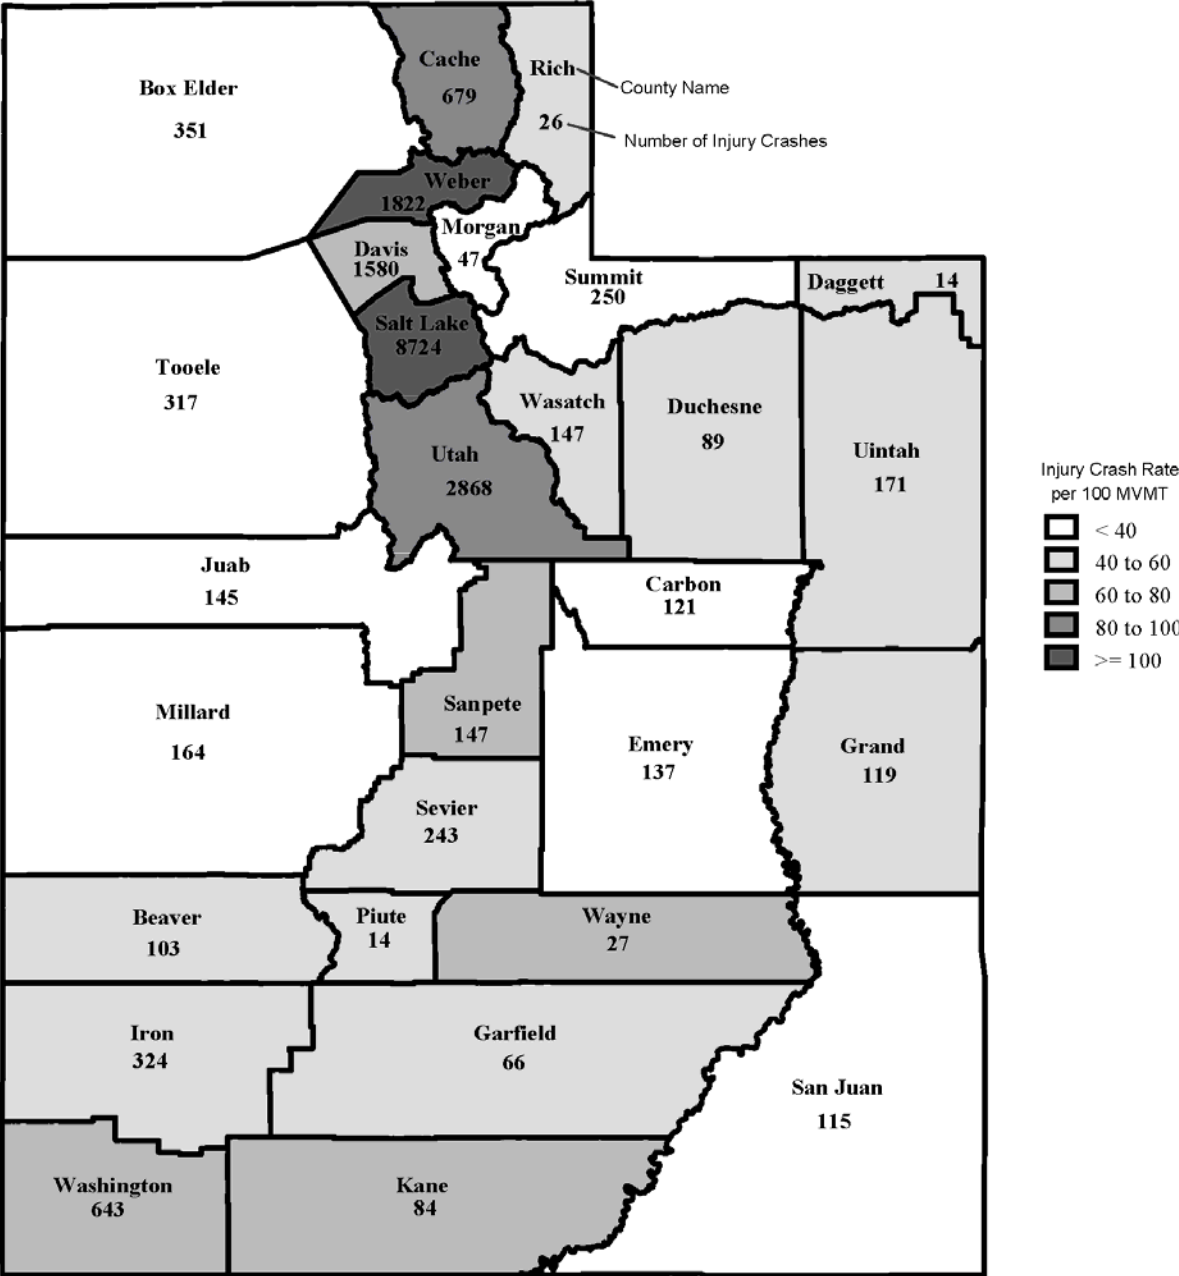 Cache
679
Rich
County Name
Box Elder
351
26
Number of Injury Crashes
Weber
1822
Morgan
47
Davis
1580
Summit
250
Daggett 14
Salt Lake
8724
Tooele
317
Wasatch
147
Duchesne
89
Utah
2868
Uintah
171
Injury Crash Rate
per 100 MVMT
< 40
40 to 60
60 to 80
80 to 100
>= 100
Juab
145
Carbon
121
Millard
164
Sanpete
147
Emery
137
Grand
119
Sevier
243
Beaver
103
Piute
14
Wayne
27
Iron
324
Garfield
66
San Juan
115
Washington
643
Kane
84